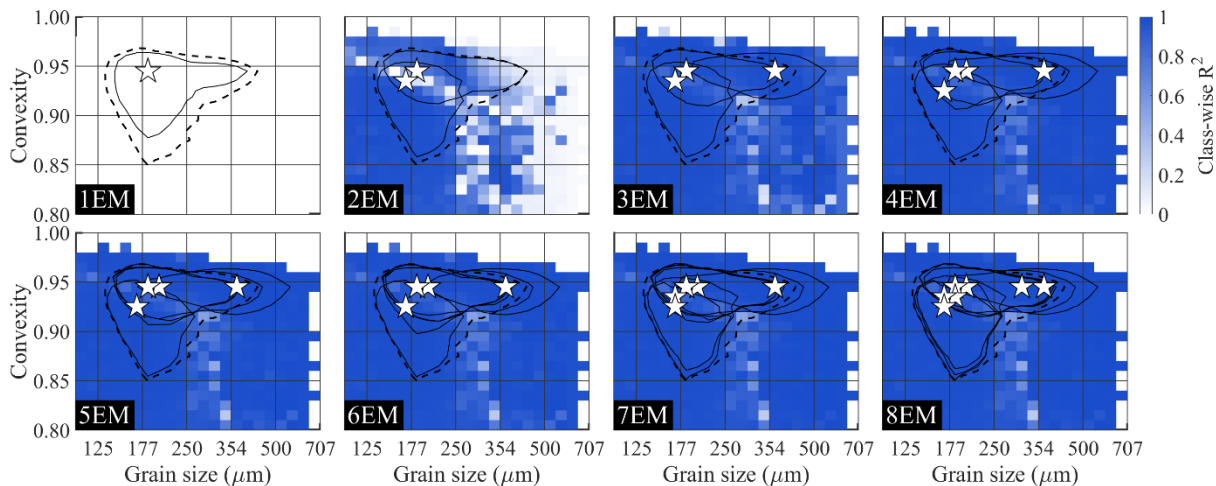 1.00
0.95
0.90
0.85
0.80
Convexity
1EM
2EM
3EM
4EM
1
0.8
0.6
0.4
0.2
0
Class-wise R²
1.00
0.95
0.90
0.85
0.80
Convexity
5EM
6EM
7EM
8EM
125 177 250 354 500 707
125 177 250 354 500 707
125 177 250 354 500 707
125 177 250 354 500 707
Grain size (μm)
Grain size (μm)
Grain size (μm)
Grain size (μm)